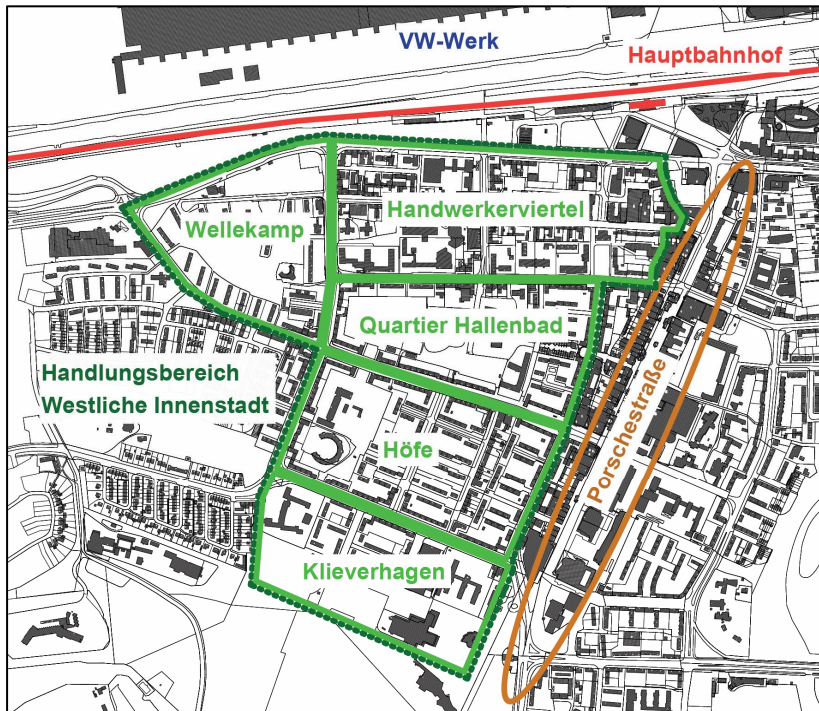 VW-Werk
Hauptbahnhof
Wellekamp
Handwerkerviertel
Quartier Hallenbad
Handlungsbereich
Westliche Innenstadt
Höfe
Porschestraße
Klieverhagen